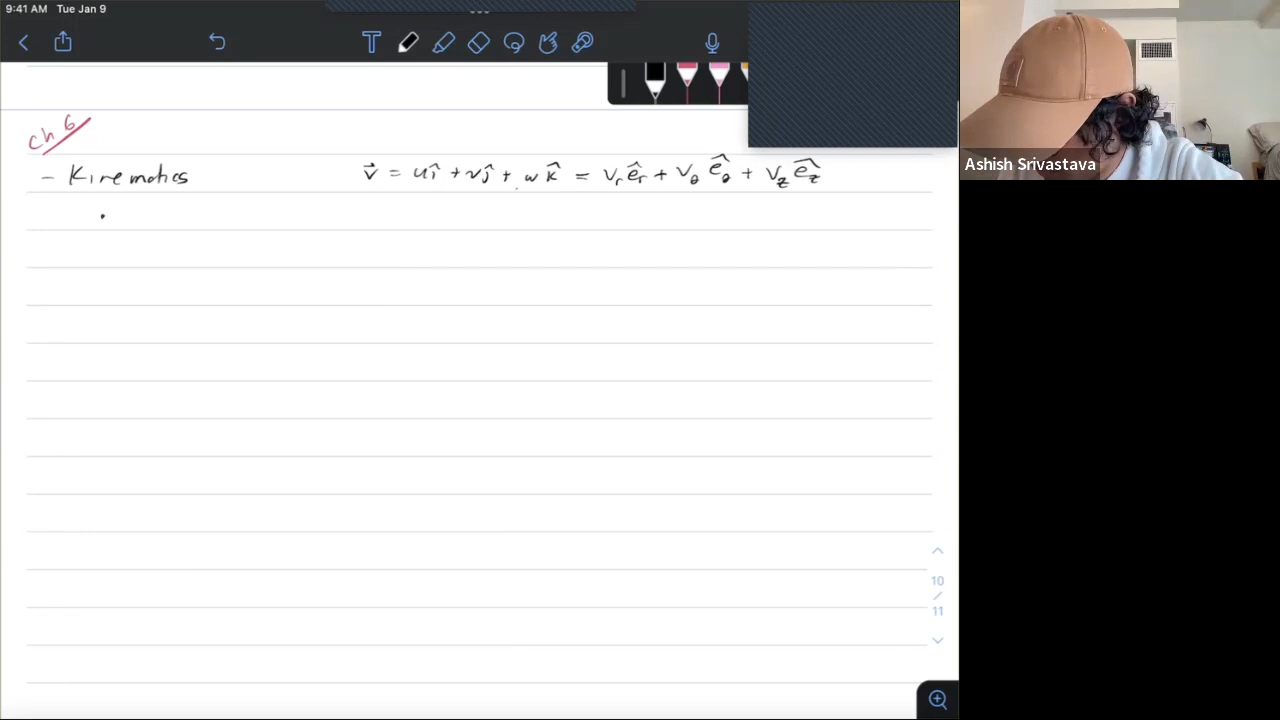 9:41 AM Tue Jan 9
Ch 6
- Kinematics v⃗ = uî + vĵ + w k̂ = v_r ê_r + v_θ ê_θ + v_z ê_z
Ashish Srivastava
10
/
11